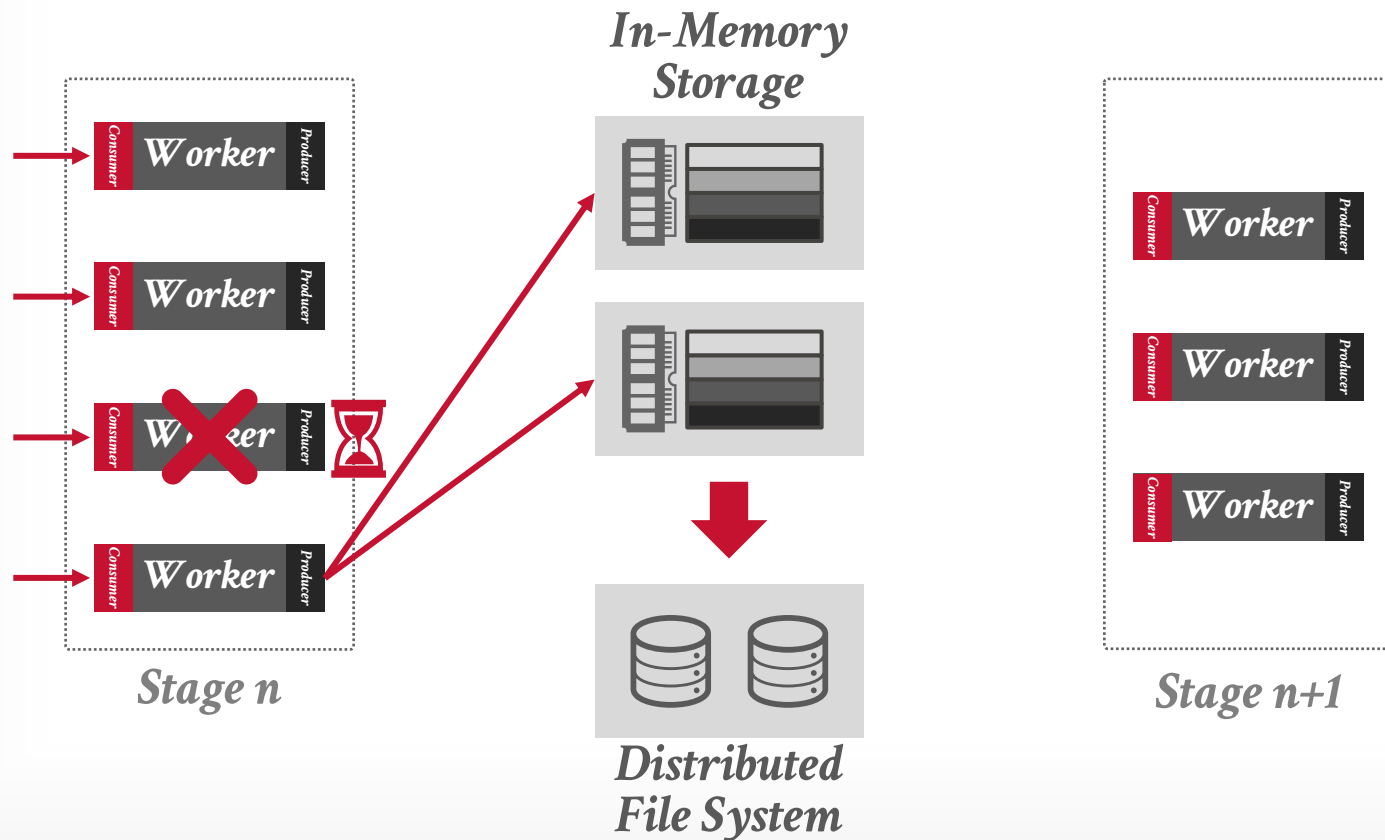 In-Memory
Storage
Consumer
Worker
Producer
Consumer
Worker
Producer
Consumer
Producer
Consumer
Worker
Producer
Stage n
Distributed
File System
Consumer
Worker
Producer
Consumer
Worker
Producer
Consumer
Worker
Producer
Stage n+1